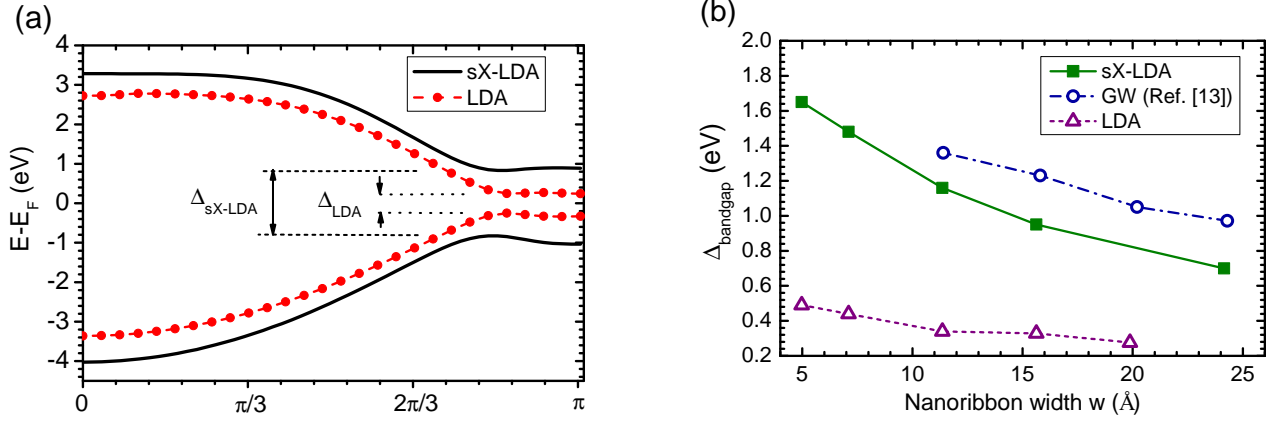 (a)
4
3
2
1
0
-1
-2
-3
-4
E-E_F (eV)
sX-LDA
LDA
Δ_sX-LDA
Δ_LDA
0
π/3
2π/3
π
(b)
2.0
1.8
1.6
1.4
1.2
1.0
0.8
0.6
0.4
0.2
Δ_bandgap (eV)
sX-LDA
GW (Ref. [13])
LDA
5
10
15
20
25
Nanoribbon width w (Å)